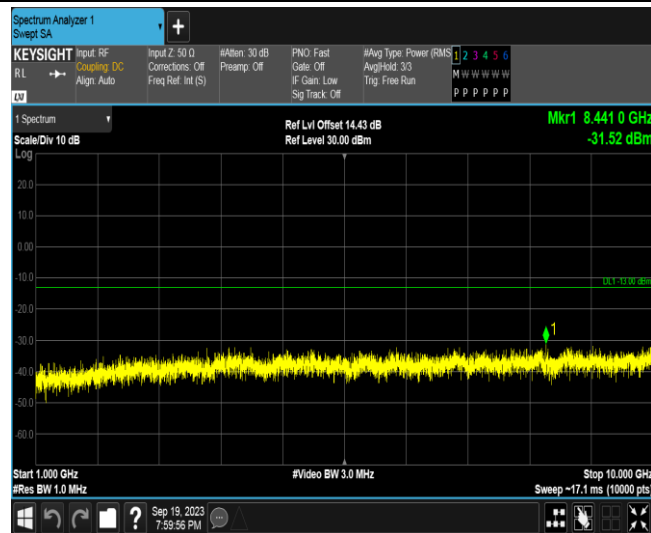 Spectrum Analyzer 1
Swept SA
+
KEYSIGHT
RL
LXI
Input: RF
Coupling: DC
Align: Auto
Input Z: 50 Ω
Corrections: Off
Freq Ref: Int (S)
#Atten: 30 dB
Preamp: Off
PNO: Fast
Gate: Off
IF Gain: Low
Sig Track: Off
#Avg Type: Power (RMS
Avg|Hold: 3/3
Trig: Free Run
1 2 3 4 5 6
M W W W W W
P P P P P P
1 Spectrum
Scale/Div 10 dB
Log
Ref Lvl Offset 14.43 dB
Ref Level 30.00 dBm
Mkr1 8.441 0 GHz
-31.52 dBm
20.0
10.0
0.00
-10.0
DL1 -13.00 dBm
-20.0
-30.0
1
-40.0
-50.0
-60.0
Start 1.000 GHz
#Video BW 3.0 MHz
Stop 10.000 GHz
#Res BW 1.0 MHz
Sweep ~17.1 ms (10000 pts)
?
Sep 19, 2023
7:59:56 PM